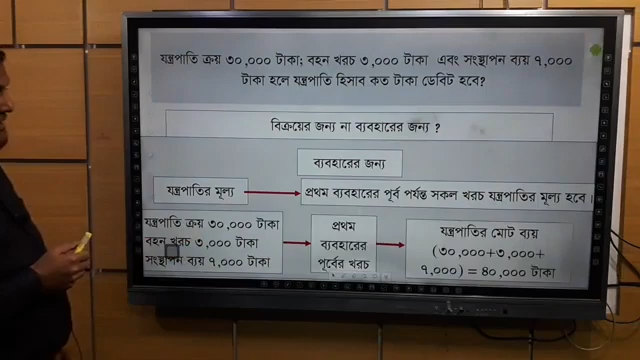 যন্ত্রপাতি ক্রয় ৩০,০০০ টাকা; বহন খরচ ৩,০০০ টাকা এবং সংস্থাপন ব্যয় ৭,০০০
টাকা হলে যন্ত্রপাতি হিসাব কত টাকা ডেবিট হবে?
বিক্রয়ের জন্য না ব্যবহারের জন্য ?
ব্যবহারের জন্য
যন্ত্রপাতির মূল্য
প্রথম ব্যবহারের পূর্ব পর্যন্ত সকল খরচ যন্ত্রপাতির মূল্য হবে।
যন্ত্রপাতি ক্রয় ৩০,০০০ টাকা
বহন খরচ ৩,০০০ টাকা
সংস্থাপন ব্যয় ৭,০০০ টাকা
প্রথম
ব্যবহারের
পূর্বের খরচ
যন্ত্রপাতির মোট ব্যয়
(৩০,০০০+৩,০০০+
৭,০০০) = ৪০,০০০ টাকা